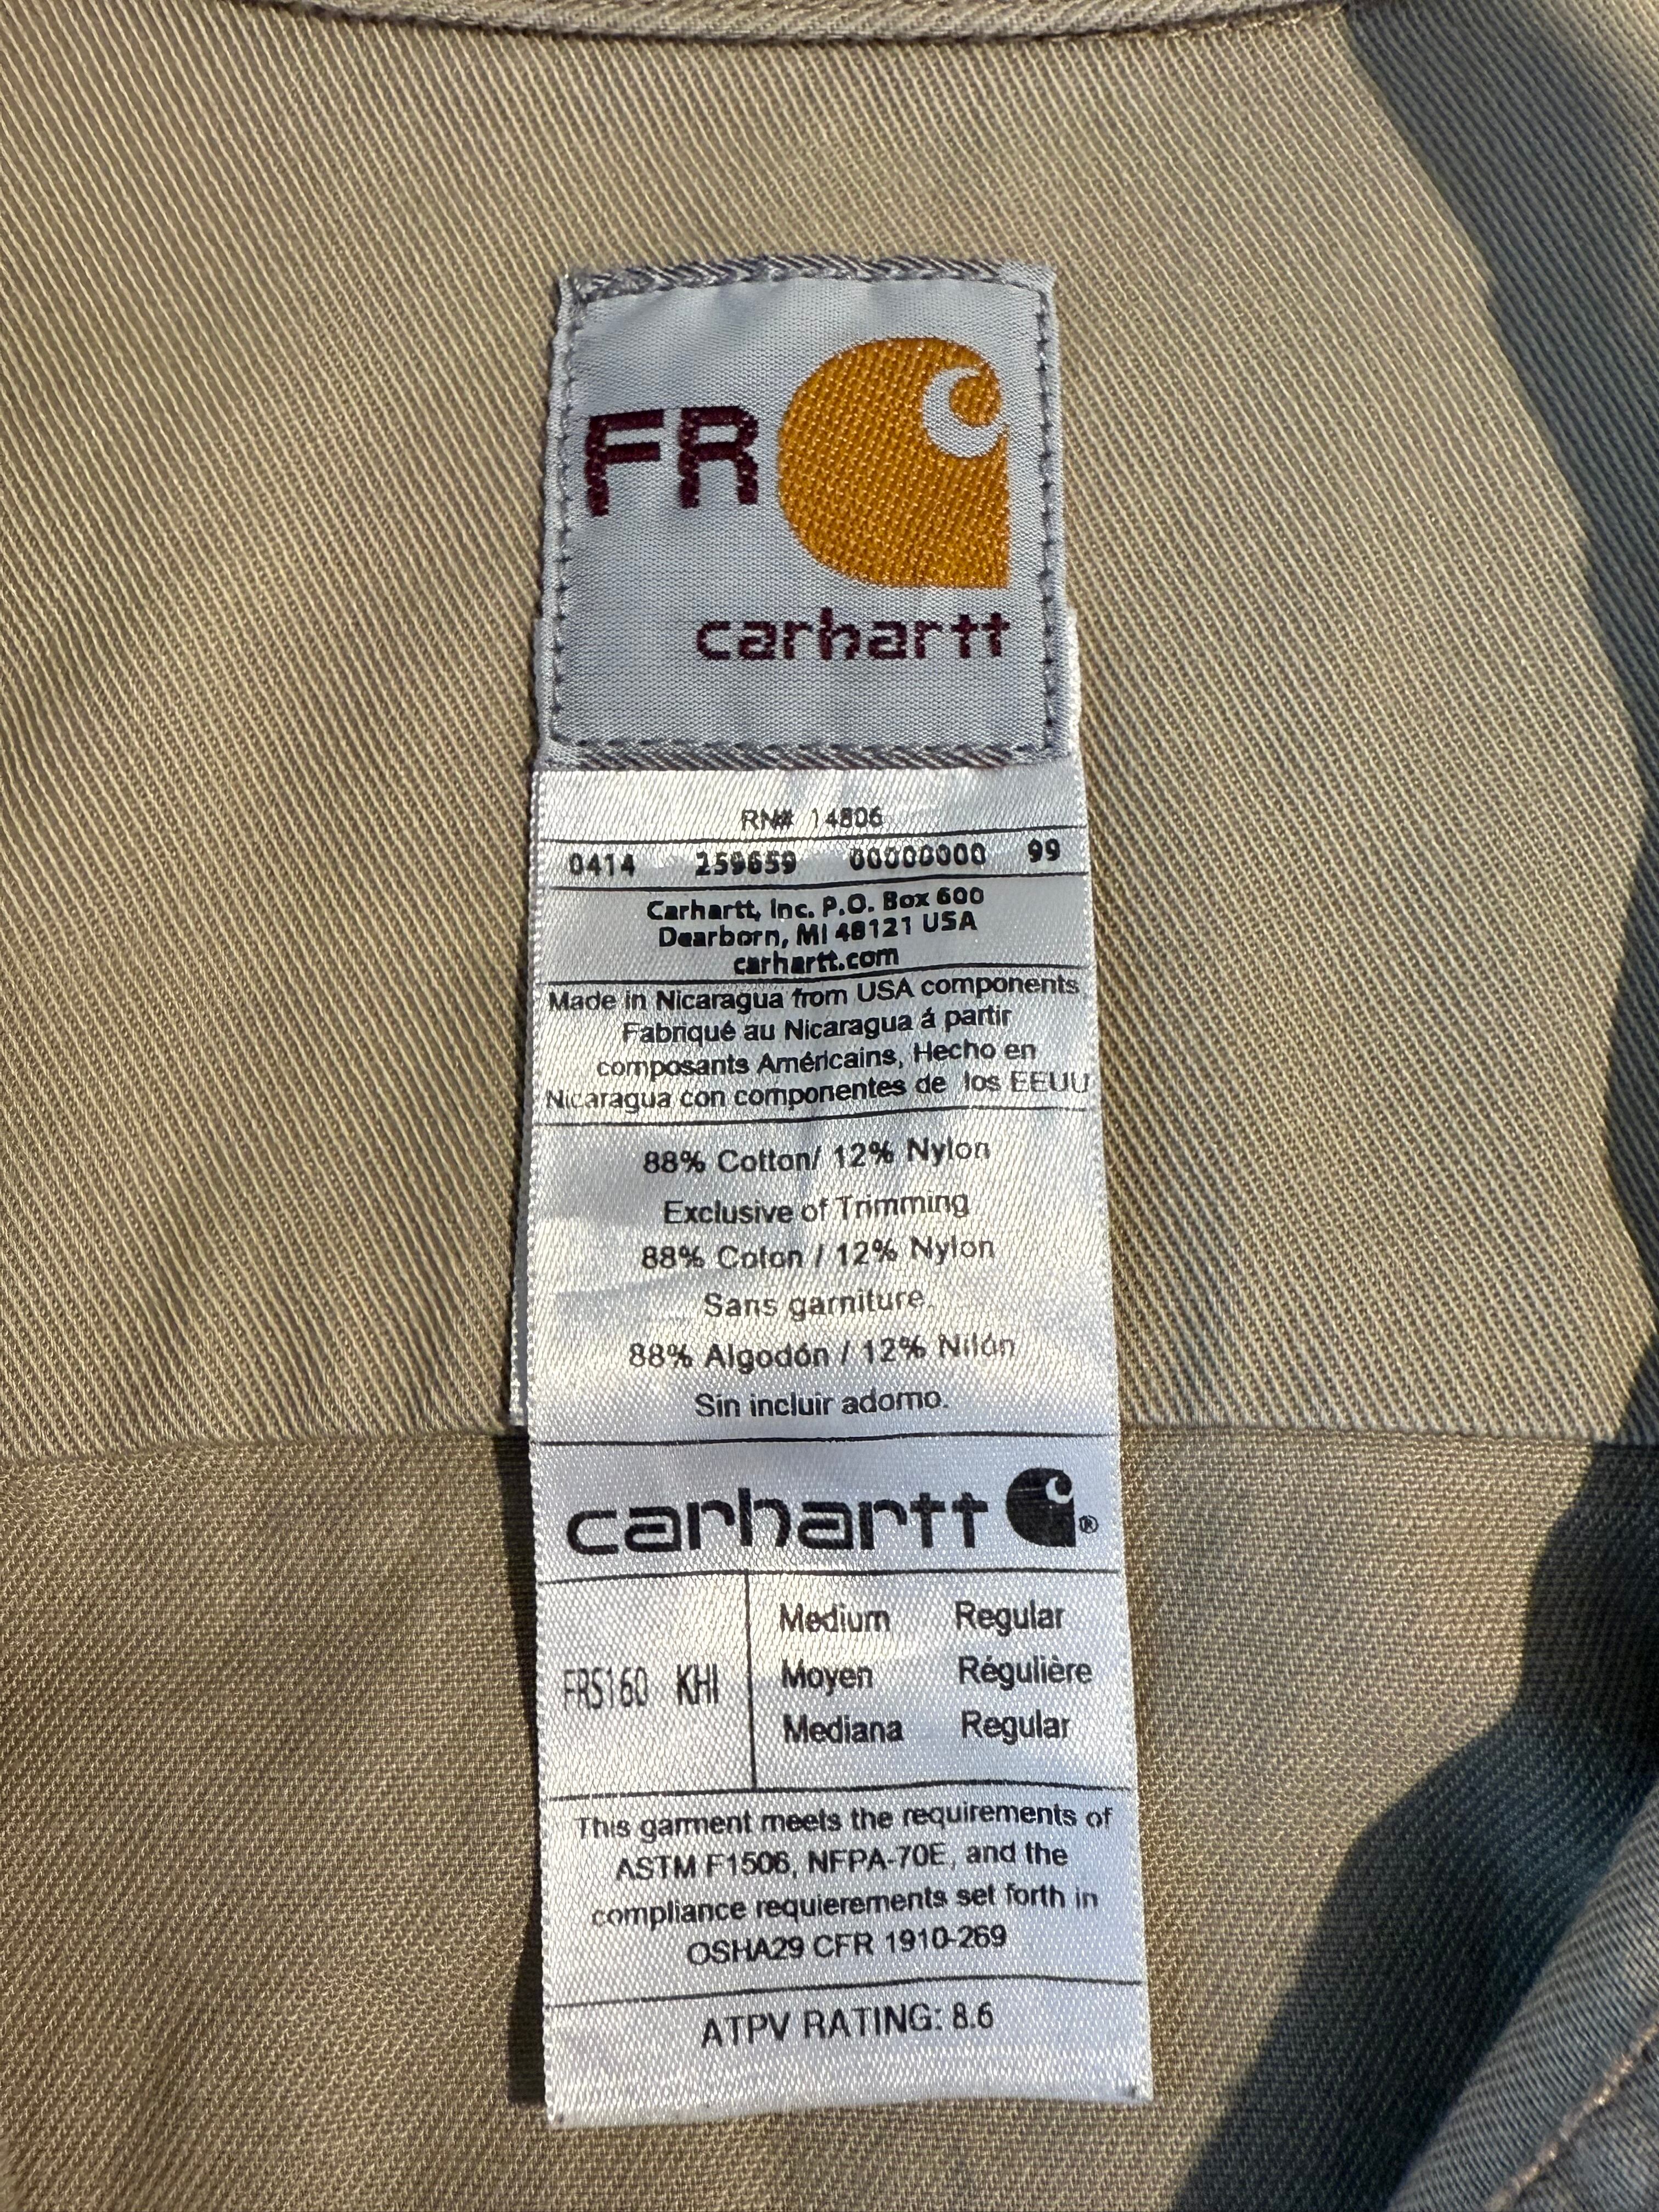 FR
carhartt
RN# 14806
0414 259659 00000000 99
Carhartt, Inc. P.O. Box 600
Dearborn, MI 48121 USA
carhartt.com
Made in Nicaragua from USA components
Fabriqué au Nicaragua á partir
composants Américains, Hecho en
Nicaragua con componentes de los EEUU
88% Cotton/ 12% Nylon
Exclusive of Trimming
88% Coton / 12% Nylon
Sans garniture.
88% Algodón / 12% Nilón
Sin incluir adorno.
carhartt ®
FRS160 KHI
Medium Regular
Moyen Régulière
Mediana Regular
This garment meets the requirements of
ASTM F1506, NFPA-70E, and the
compliance requierements set forth in
OSHA29 CFR 1910-269
ATPV RATING: 8.6